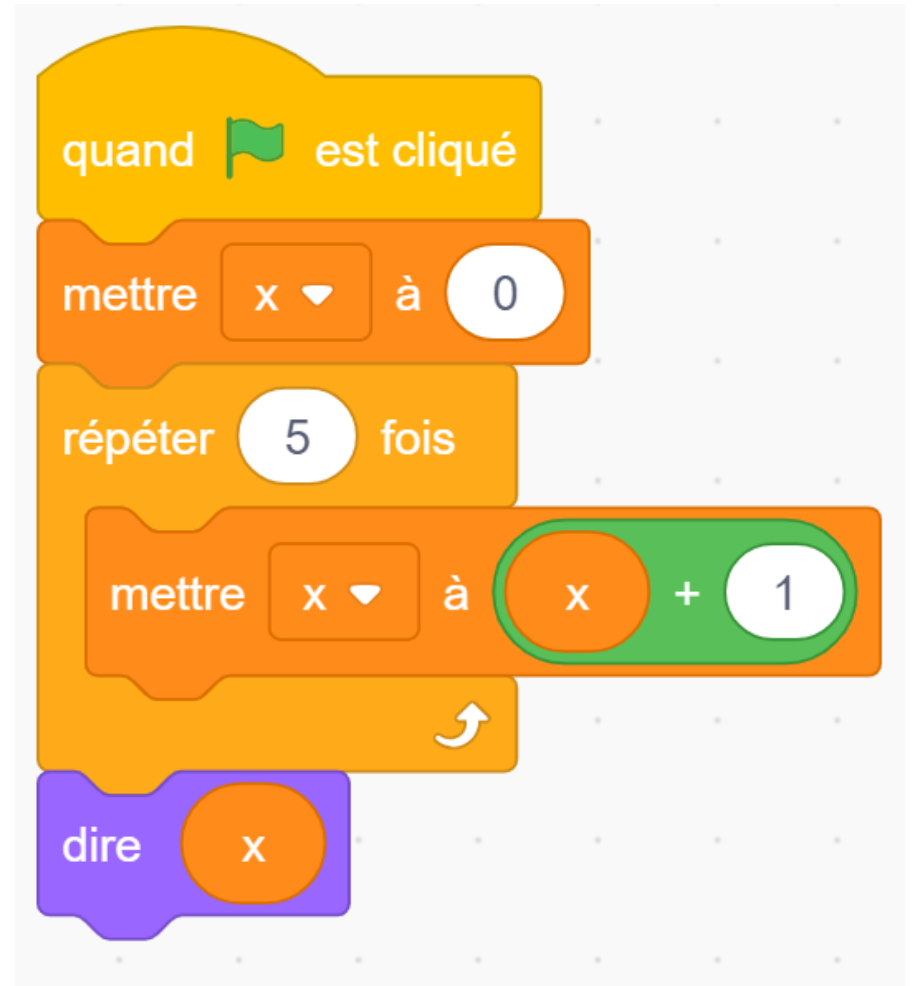 quand est cliqué
mettre x à 0
répéter 5 fois
mettre x à x + 1
dire x